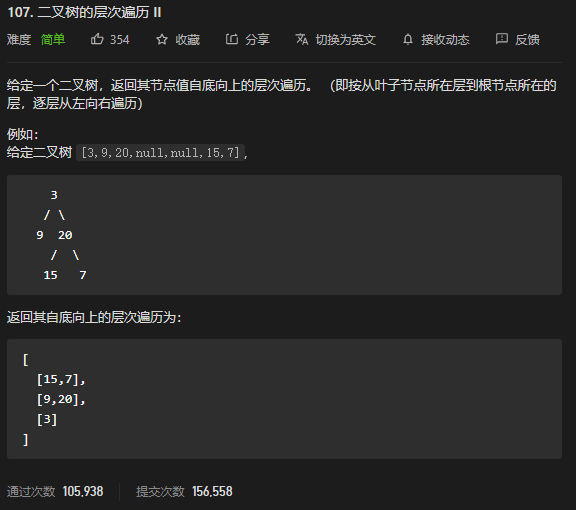 107. 二叉树的层次遍历 II
难度 简单 354 收藏 分享 切换为英文 接收动态 反馈
给定一个二叉树，返回其节点值自底向上的层次遍历。 （即按从叶子节点所在层到根节点所在的
层，逐层从左向右遍历）
例如：
给定二叉树 [3,9,20,null,null,15,7],
3
/ \
9 20
/ \
15 7
返回其自底向上的层次遍历为：
[
[15,7],
[9,20],
[3]
]
通过次数 105,938 提交次数 156,558